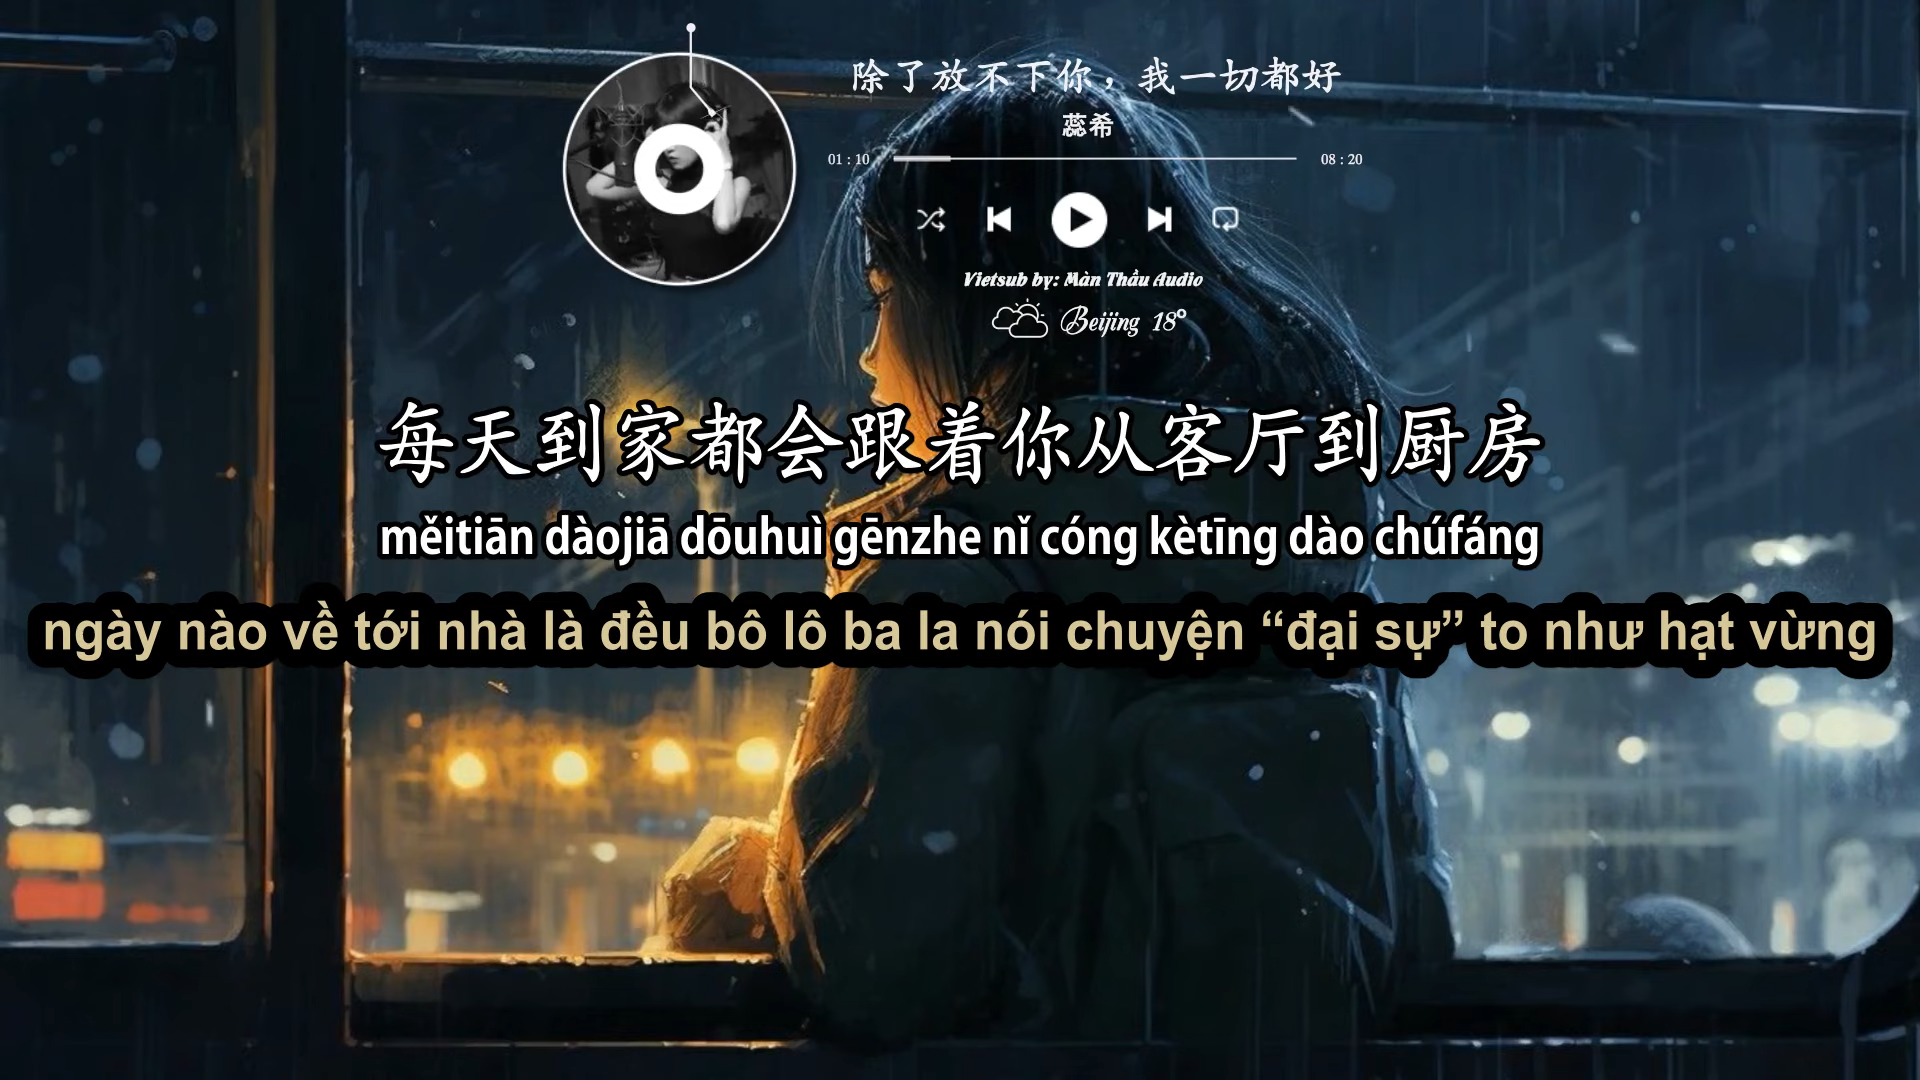 除了放不下你，我一切都好
蕊希
01 : 10
08 : 20
Vietsub by: Màn Thầu Audio
Beijing 18°
每天到家都会跟着你从客厅到厨房
měitiān dàojiā dōuhuì gēnzhe nǐ cóng kètīng dào chúfáng
ngày nào về tới nhà là đều bô lô ba la nói chuyện “đại sự” to như hạt vừng